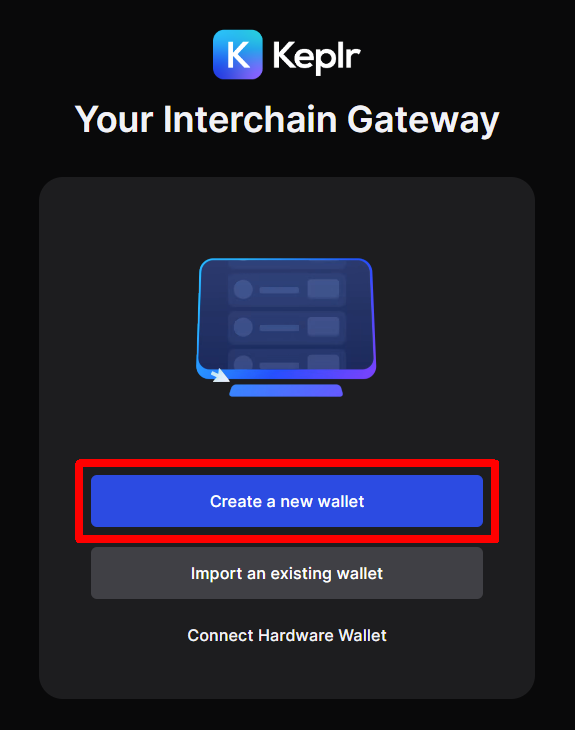 K Keplr
Your Interchain Gateway
Create a new wallet
Import an existing wallet
Connect Hardware Wallet